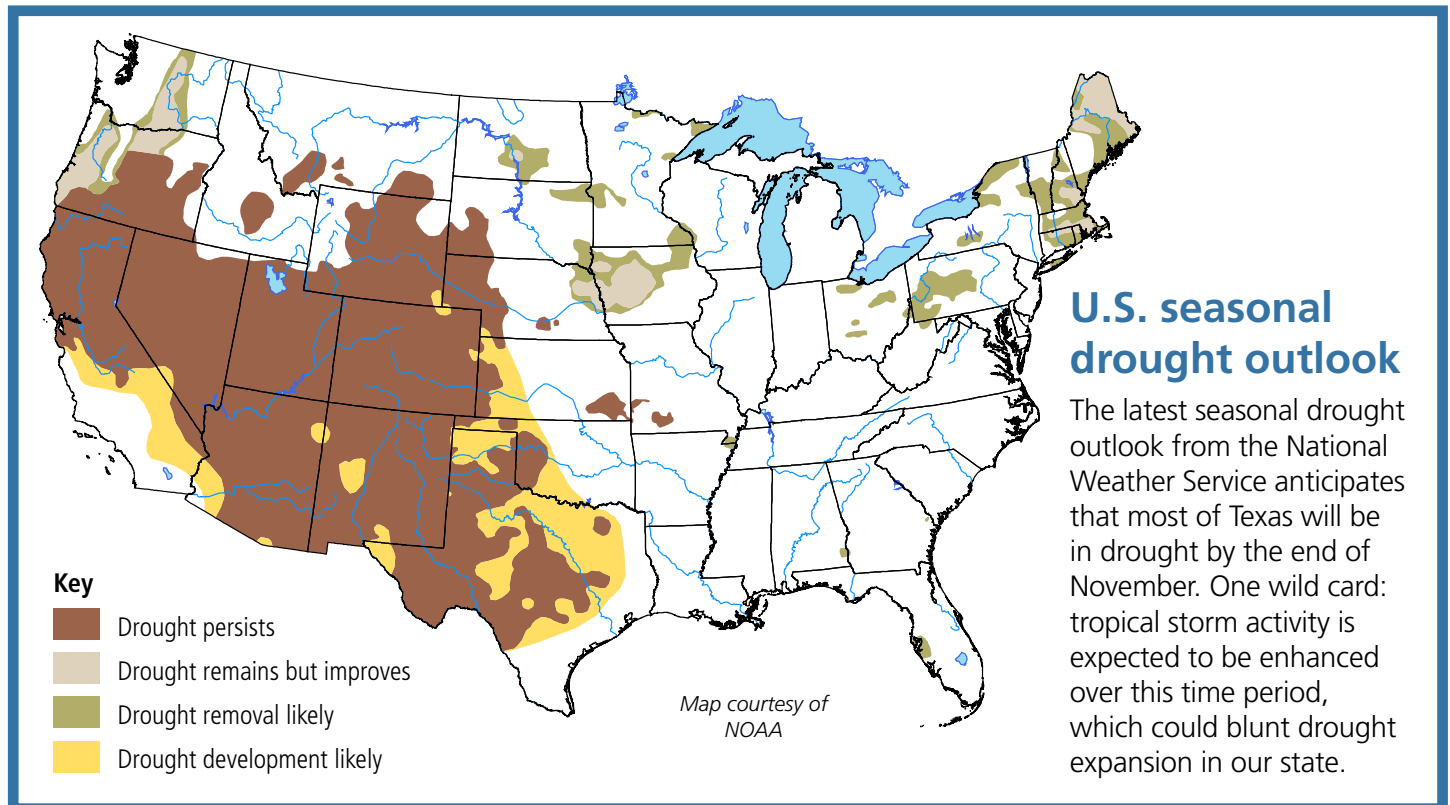 U.S. seasonal
drought outlook
The latest seasonal drought
outlook from the National
Weather Service anticipates
that most of Texas will be
in drought by the end of
November. One wild card:
tropical storm activity is
expected to be enhanced
over this time period,
which could blunt drought
expansion in our state.
Key
Drought persists
Drought remains but improves
Drought removal likely
Drought development likely
Map courtesy of
NOAA